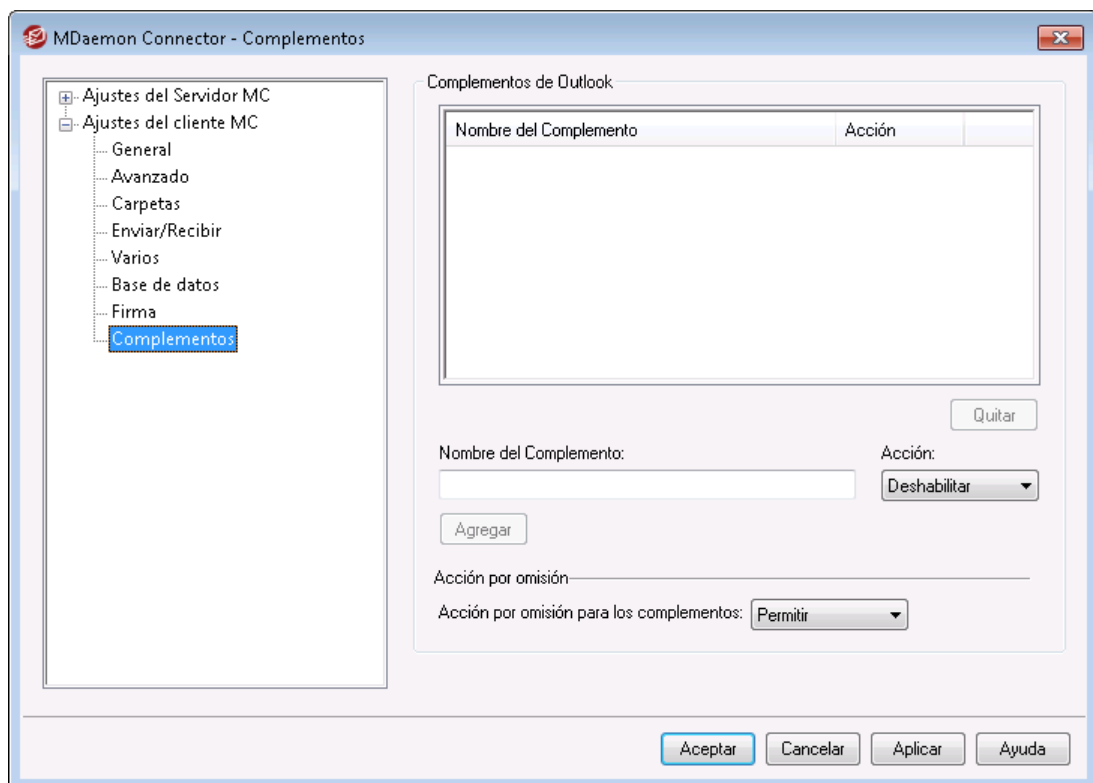 MDaemon Connector - Complementos
Ajustes del Servidor MC
Ajustes del cliente MC
General
Avanzado
Carpetas
Enviar/Recibir
Varios
Base de datos
Firma
Complementos
Complementos de Outlook
Nombre del Complemento Acción
Quitar
Nombre del Complemento: Acción:
Deshabilitar
Agregar
Acción por omisión
Acción por omisión para los complementos: Permitir
Aceptar Cancelar Aplicar Ayuda